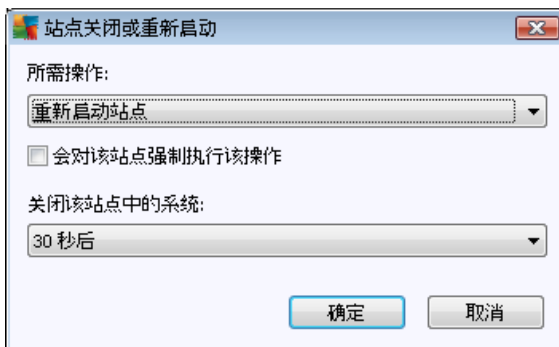 站点关闭或重新启动
所需操作:
重新启动站点
会对该站点强制执行该操作
关闭该站点中的系统:
30 秒后
确定
取消